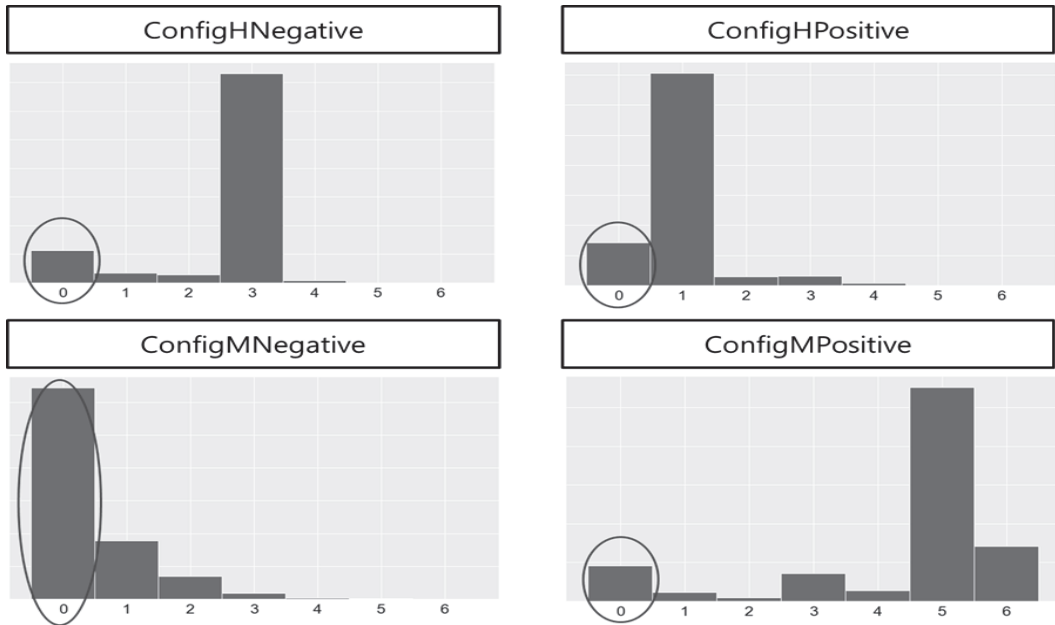 ConfigHNegative
0 1 2 3 4 5 6
ConfigHPositive
0 1 2 3 4 5 6
ConfigMNegative
0 1 2 3 4 5 6
ConfigMPositive
0 1 2 3 4 5 6